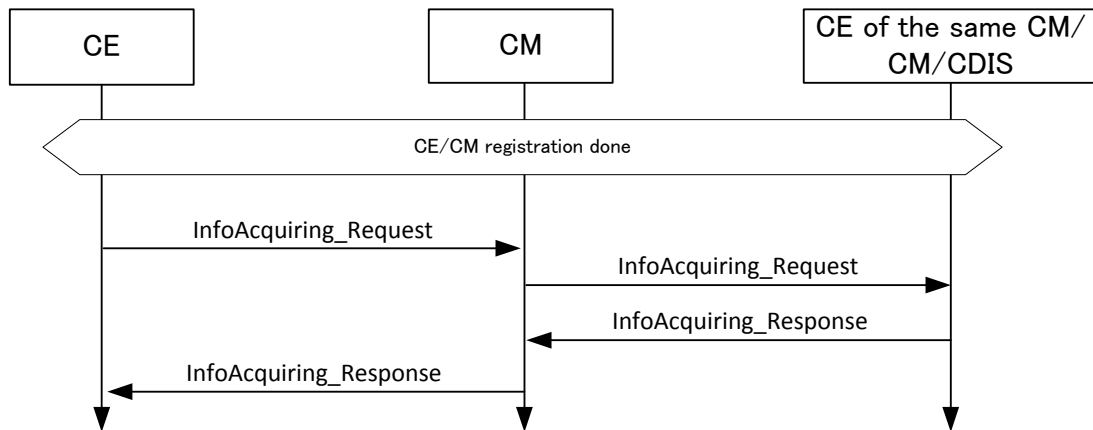 CE
CM
CE of the same CM/
CM/CDIS
CE/CM registration done
InfoAcquiring_Request
InfoAcquiring_Request
InfoAcquiring_Response
InfoAcquiring_Response